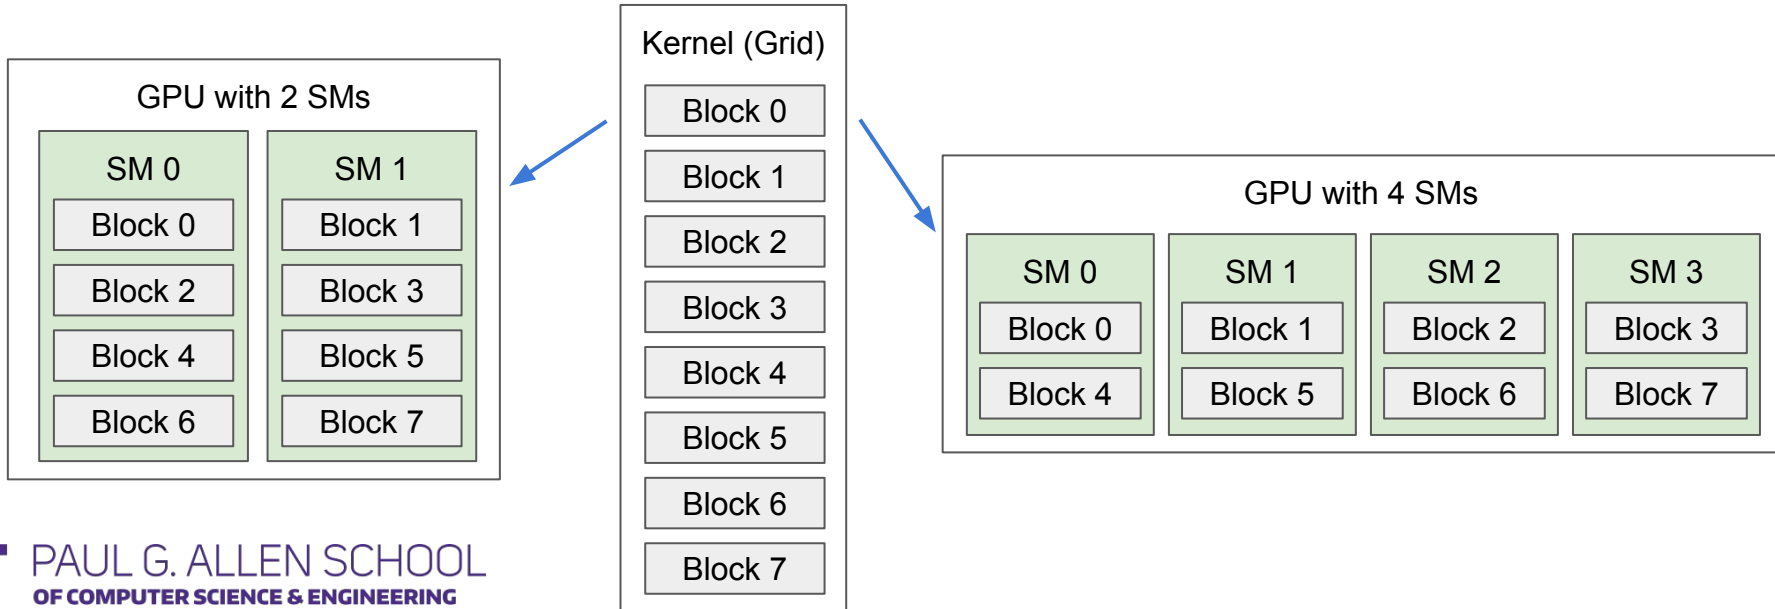 GPU with 2 SMs
SM 0
Block 0
Block 2
Block 4
Block 6
SM 1
Block 1
Block 3
Block 5
Block 7
Kernel (Grid)
Block 0
Block 1
Block 2
Block 3
Block 4
Block 5
Block 6
Block 7
GPU with 4 SMs
SM 0
Block 0
Block 4
SM 1
Block 1
Block 5
SM 2
Block 2
Block 6
SM 3
Block 3
Block 7
PAUL G. ALLEN SCHOOL
OF COMPUTER SCIENCE & ENGINEERING